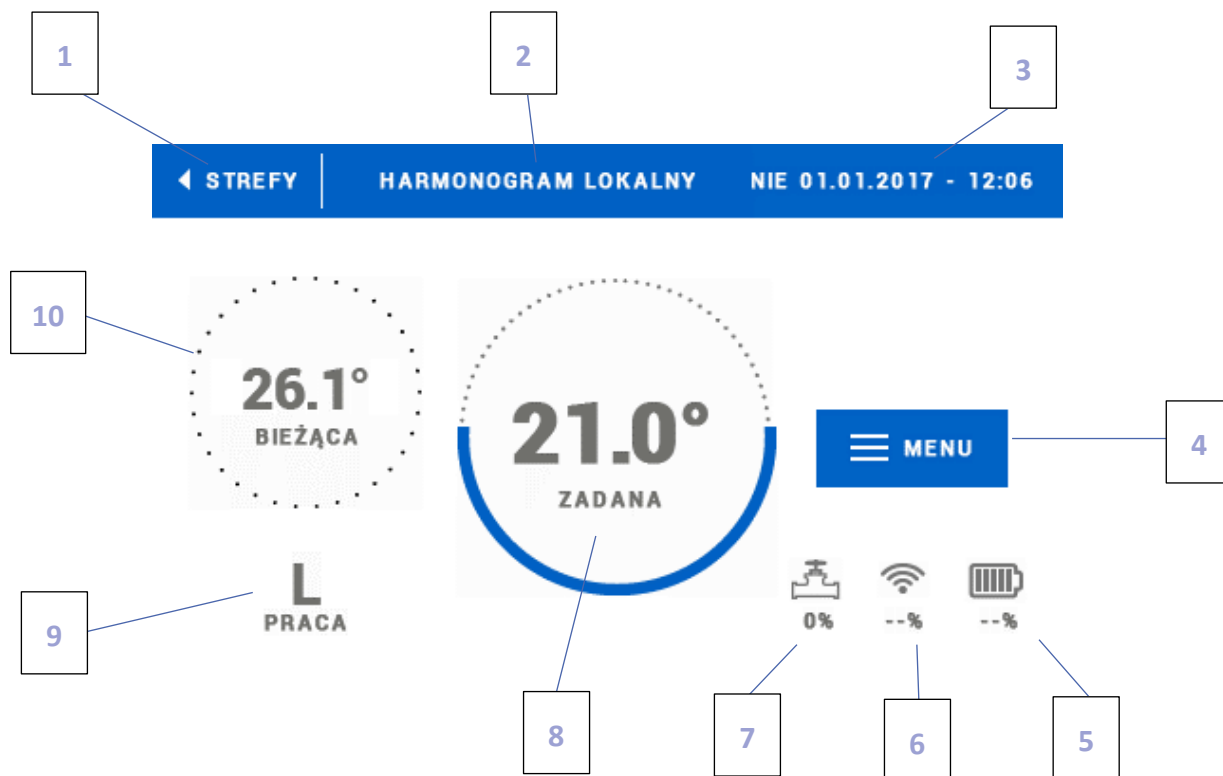 1
2
3
STREFY
HARMONOGRAM LOKALNY
NIE 01.01.2017 - 12:06
10
26.1°
BIEŻĄCA
21.0°
ZADANA
MENU
4
L
PRACA
0%
--%
--%
9
8
7
6
5